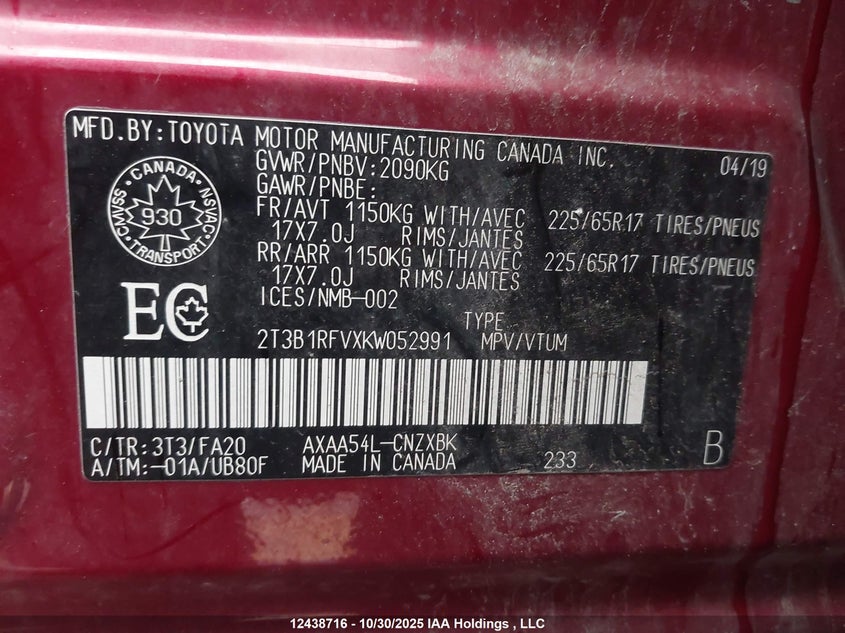 MFD.BY:TOYOTA MOTOR MANUFACTURING CANADA INC. 04/19
GVWR/PNBV:2090KG
GAWR/PNBE:
FR/AVT 1150KG WITH/AVEC 225/65R17 TIRES/PNEUS
17X7.0J RIMS/JANTES
RR/ARR 1150KG WITH/AVEC 225/65R17 TIRES/PNEUS
17X7.0J RIMS/JANTES
ICES/NMB-002
CANADA
CMVSS NSVAC
930
TRANSPORT
EC
TYPE
2T3B1RFVXKW052991 MPV/VTUM
C/TR:3T3/FA20 AXAA54L-CNZXBK
A/TM:-01A/UB80F MADE IN CANADA 233 B
12438716 - 10/30/2025 IAA Holdings , LLC